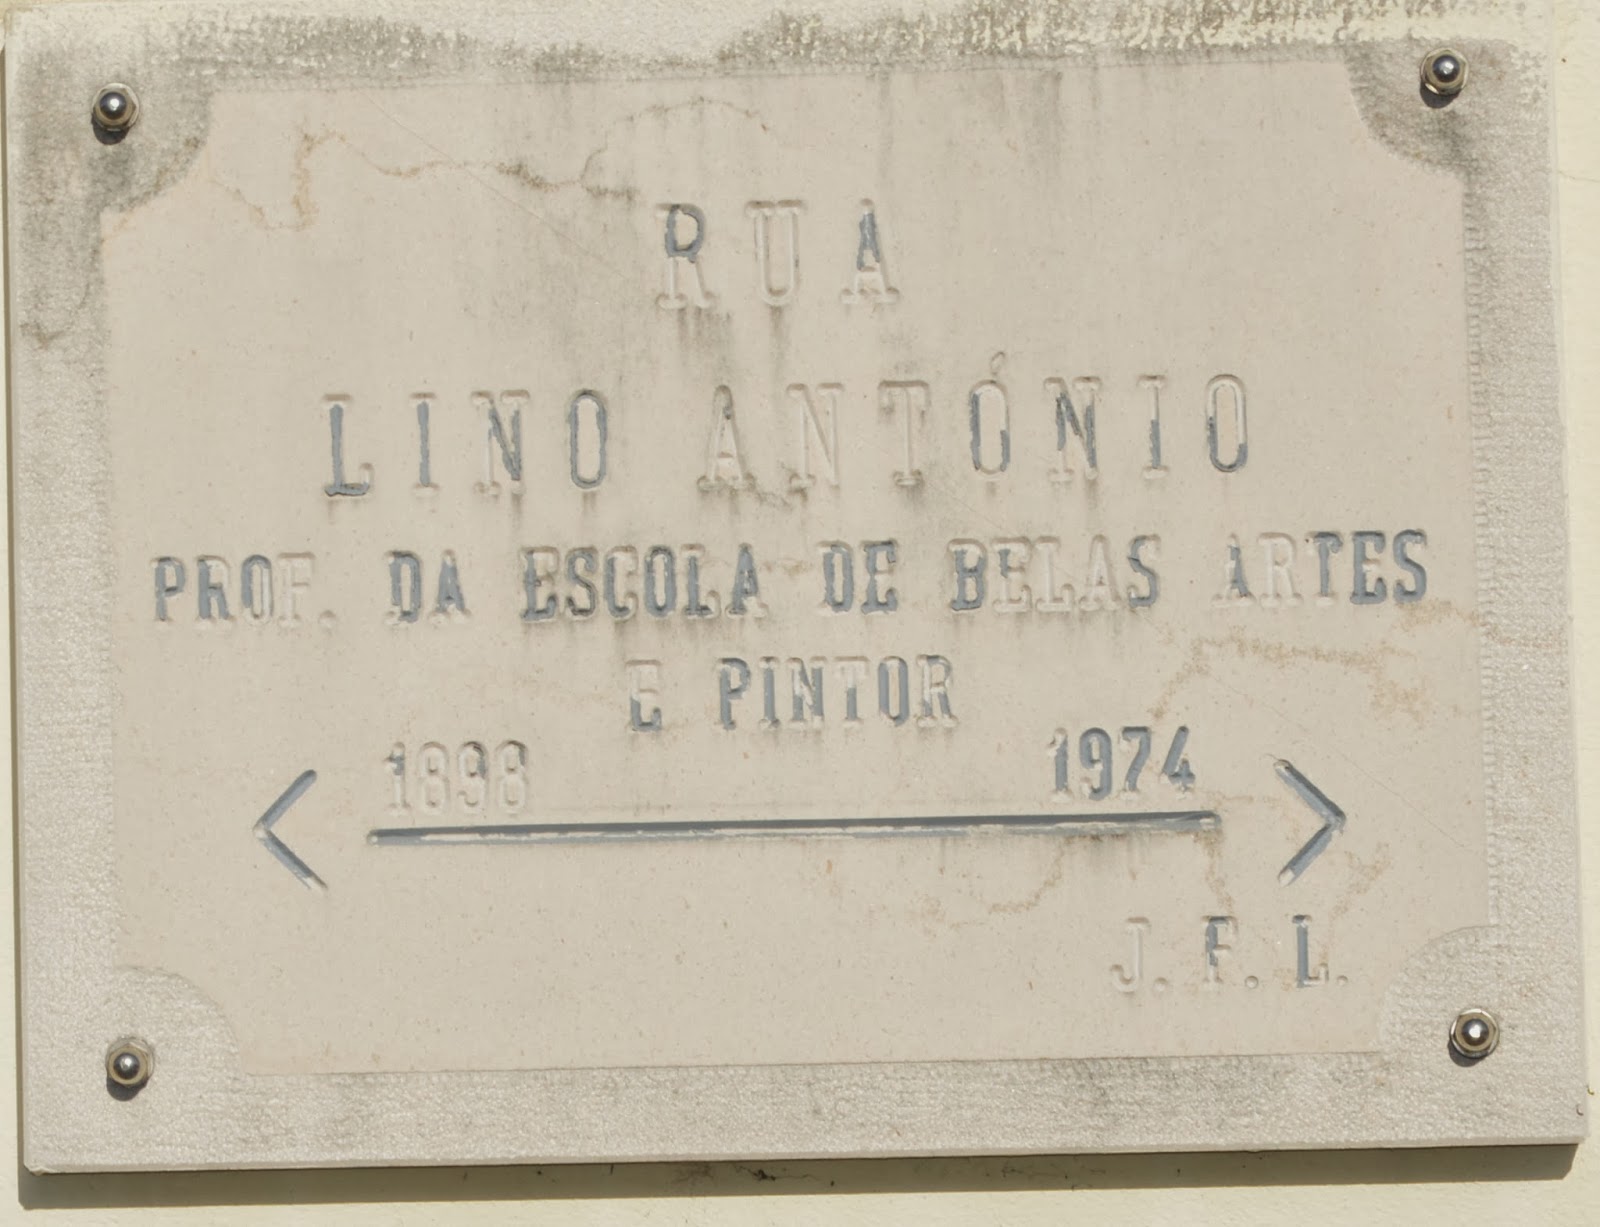 RUA
LINO ANTÓNIO
PROF. DA ESCOLA DE BELAS ARTES
E PINTOR
1898 1974
J. F. L.